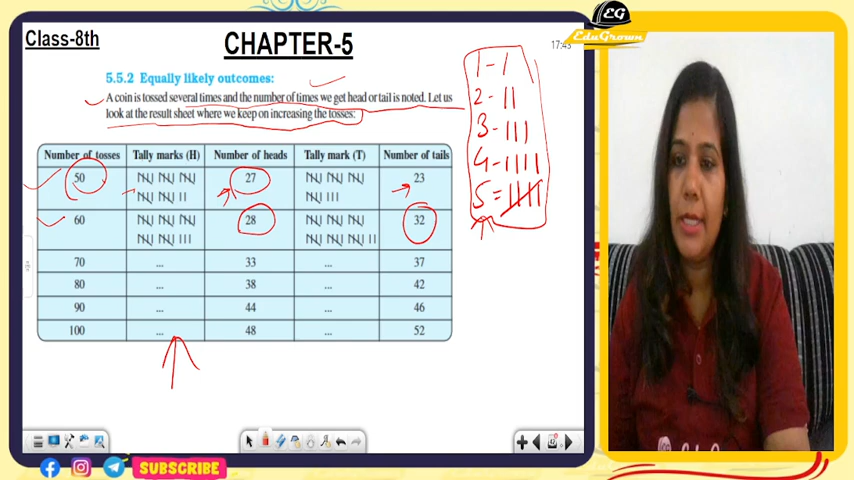 Class-8th
CHAPTER-5
EG
EduGrown
17:43
5.5.2 Equally likely outcomes:
A coin is tossed several times and the number of times we get head or tail is noted. Let us
look at the result sheet where we keep on increasing the tosses:
Number of tosses Tally marks (H) Number of heads Tally mark (T) Number of tails
50 27 23
60 28 32
70 ... 33 ... 37
80 ... 38 ... 42
90 ... 44 ... 46
100 ... 48 ... 52
1 - I
2 - II
3 - III
4 - IIII
5 =
SUBSCRIBE